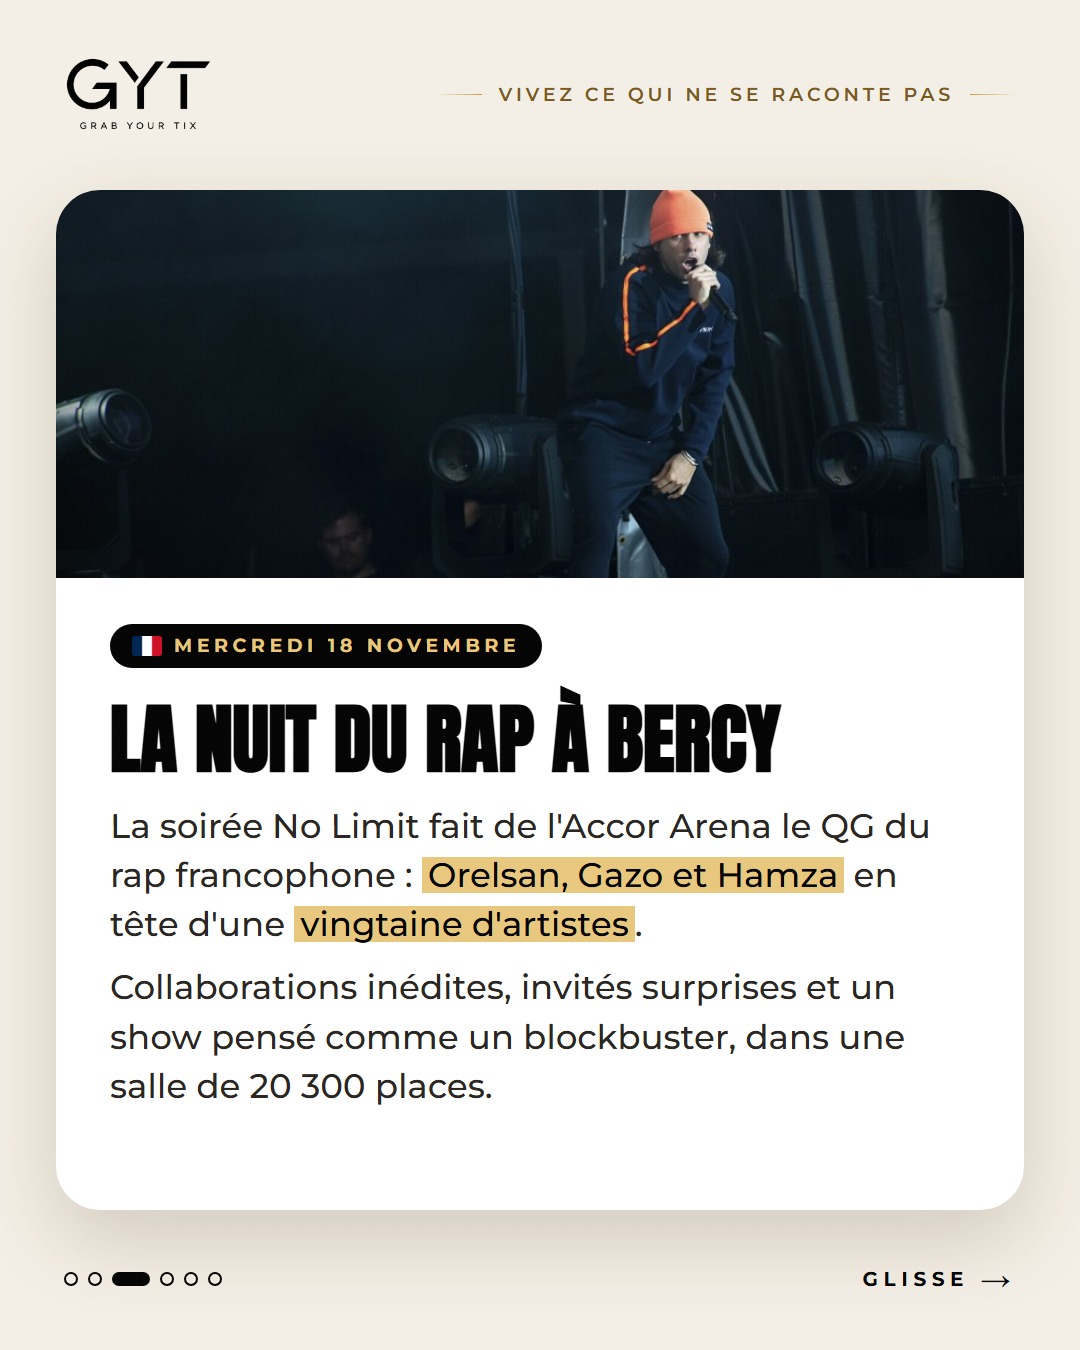 GYT
GRAB YOUR TIX
VIVEZ CE QUI NE SE RACONTE PAS
MERCREDI 18 NOVEMBRE
LA NUIT DU RAP À BERCY
La soirée No Limit fait de l'Accor Arena le QG du
rap francophone : Orelsan, Gazo et Hamza en
tête d'une vingtaine d'artistes.
Collaborations inédites, invités surprises et un
show pensé comme un blockbuster, dans une
salle de 20 300 places.
GLISSE →